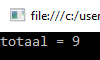 file:///c:/user
totaal = 9